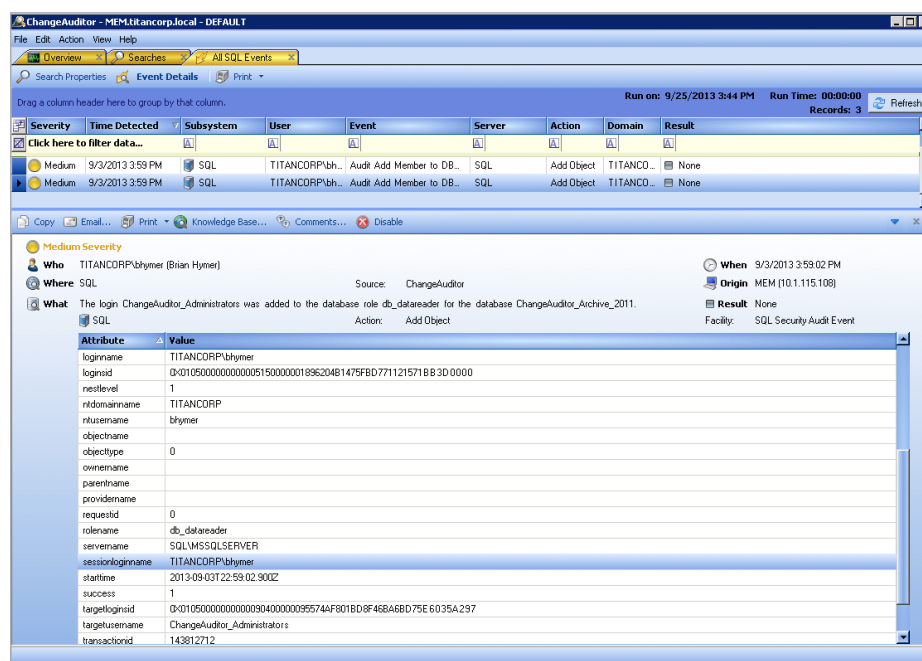 ChangeAuditor - MEM.titancorp.local - DEFAULT
File Edit Action View Help
Overview Searches All SQL Events
Search Properties Event Details Print
Drag a column header here to group by that column. Run on: 9/25/2013 3:44 PM Run Time: 00:00:00 Records: 3 Refresh
Severity Time Detected Subsystem User Event Server Action Domain Result
Click here to filter data...
Medium 9/3/2013 3:59 PM SQL TITANCORP\bh... Audit Add Member to DB... SQL Add Object TITANCO... None
Medium 9/3/2013 3:59 PM SQL TITANCORP\bh... Audit Add Member to DB... SQL Add Object TITANCO... None
Copy Email... Print Knowledge Base... Comments... Disable
Medium Severity
Who TITANCORP\bhymer (Brian Hymer) When 9/3/2013 3:59:02 PM
Where SQL Source: ChangeAuditor Origin MEM (10.1.115.108)
What The login ChangeAuditor_Administrators was added to the database role db_datareader for the database ChangeAuditor_Archive_2011. Result None
SQL Action: Add Object Facility: SQL Security Audit Event
Attribute Value
loginname TITANCORP\bhymer
loginsid
nestlevel 1
ntdomainname TITANCORP
ntusername bhymer
objectname
objecttype 0
ownername
parentname
providername
requestid 0
rolename db_datareader
servername SQL\MSSQLSERVER
sessionloginname TITANCORP\bhymer
starttime 2013-09-03T22:59:02.900Z
success 1
targetloginsid
targetusername ChangeAuditor_Administrators
transactionid 143812712